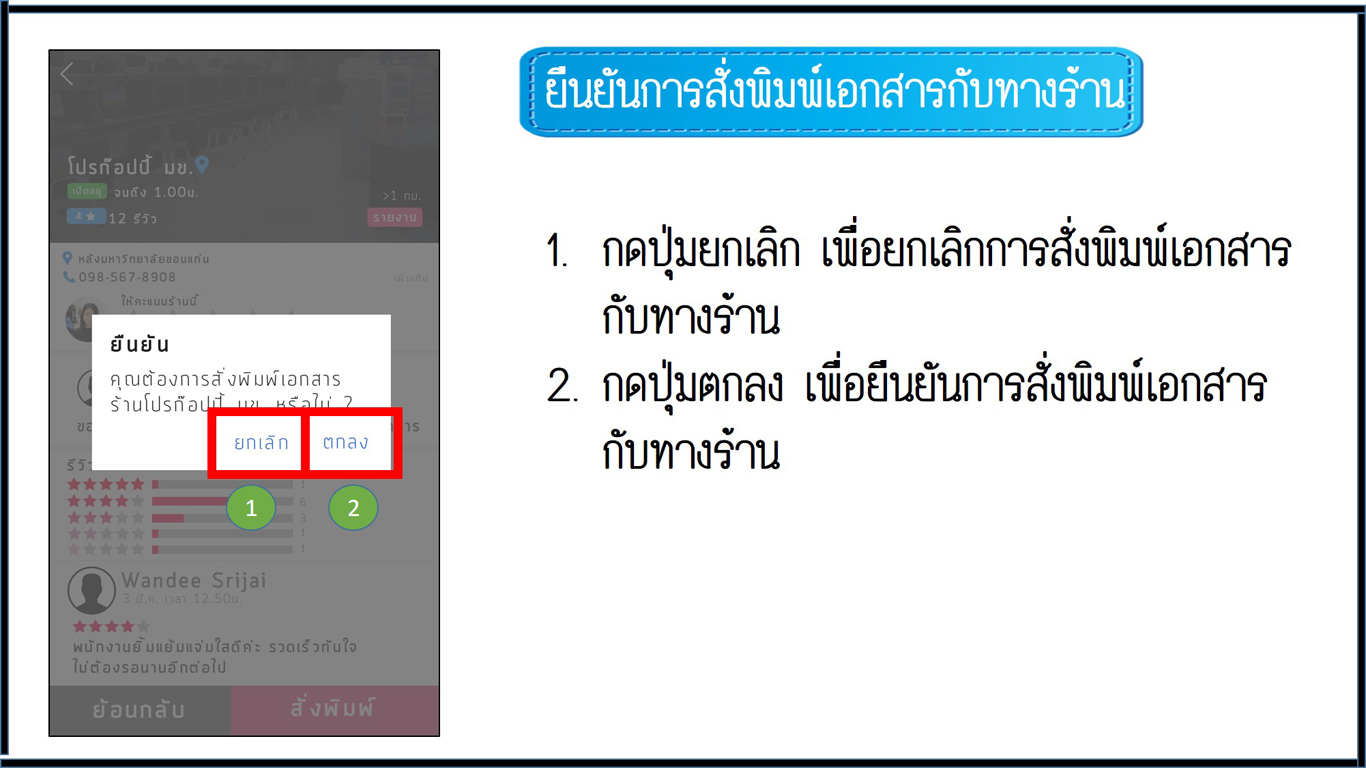 ยืนยันการสั่งพิมพ์เอกสารกับทางร้าน
โปรก๊อปปี้ มข.
เปิดอยู่ จนถึง 1.00น.
>1 กม.
4 ★ 12 รีวิว
รายงาน
หลังมหาวิทยาลัยขอนแก่น
098-567-8908
เพิ่มเติม
ให้คะแนนร้านนี้
ยืนยัน
คุณต้องการสั่งพิมพ์เอกสาร
ร้านโปรก๊อปปี้ มข. หรือไม่ ?
ยกเลิก ตกลง
1 2
1
6
3
1
1
Wandee Srijai
3 มี.ค. เวลา 12.50น.
พนักงานยิ้มแย้มแจ่มใสดีค่ะ รวดเร็วทันใจ
ไม่ต้องรอนานอีกต่อไป
ย้อนกลับ สั่งพิมพ์
1. กดปุ่มยกเลิก เพื่อยกเลิกการสั่งพิมพ์เอกสาร
กับทางร้าน
2. กดปุ่มตกลง เพื่อยืนยันการสั่งพิมพ์เอกสาร
กับทางร้าน